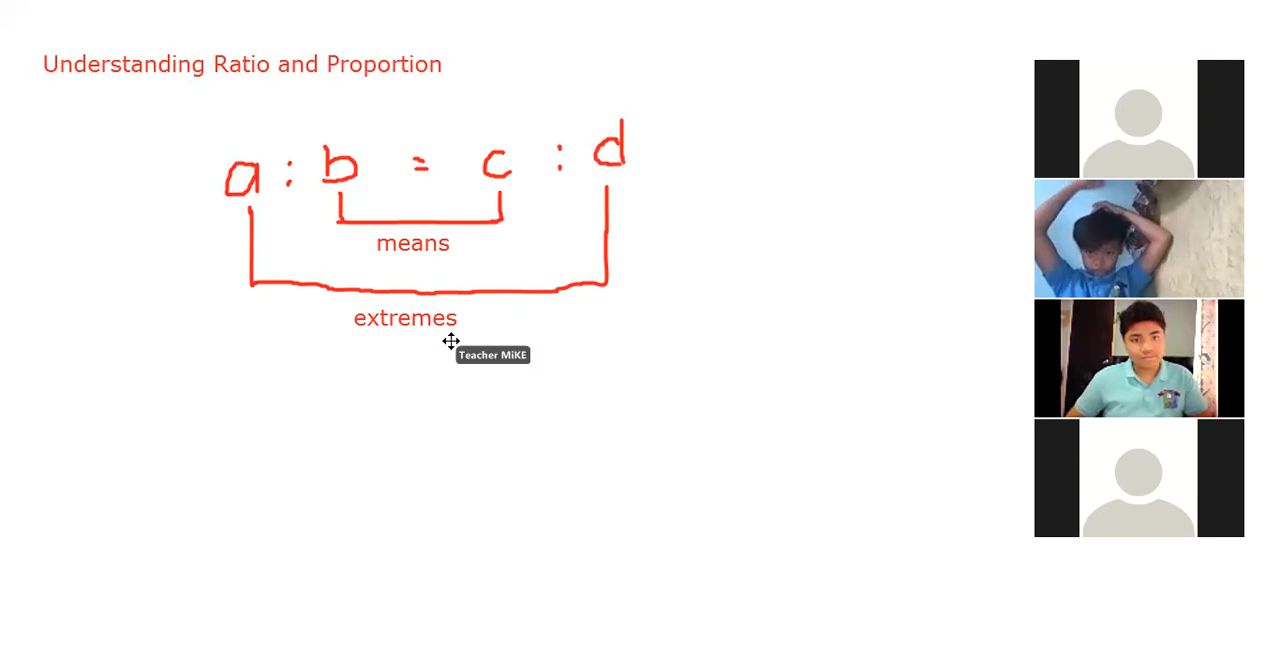 Understanding Ratio and Proportion
a : b = c : d
means
extremes
Teacher MiKE